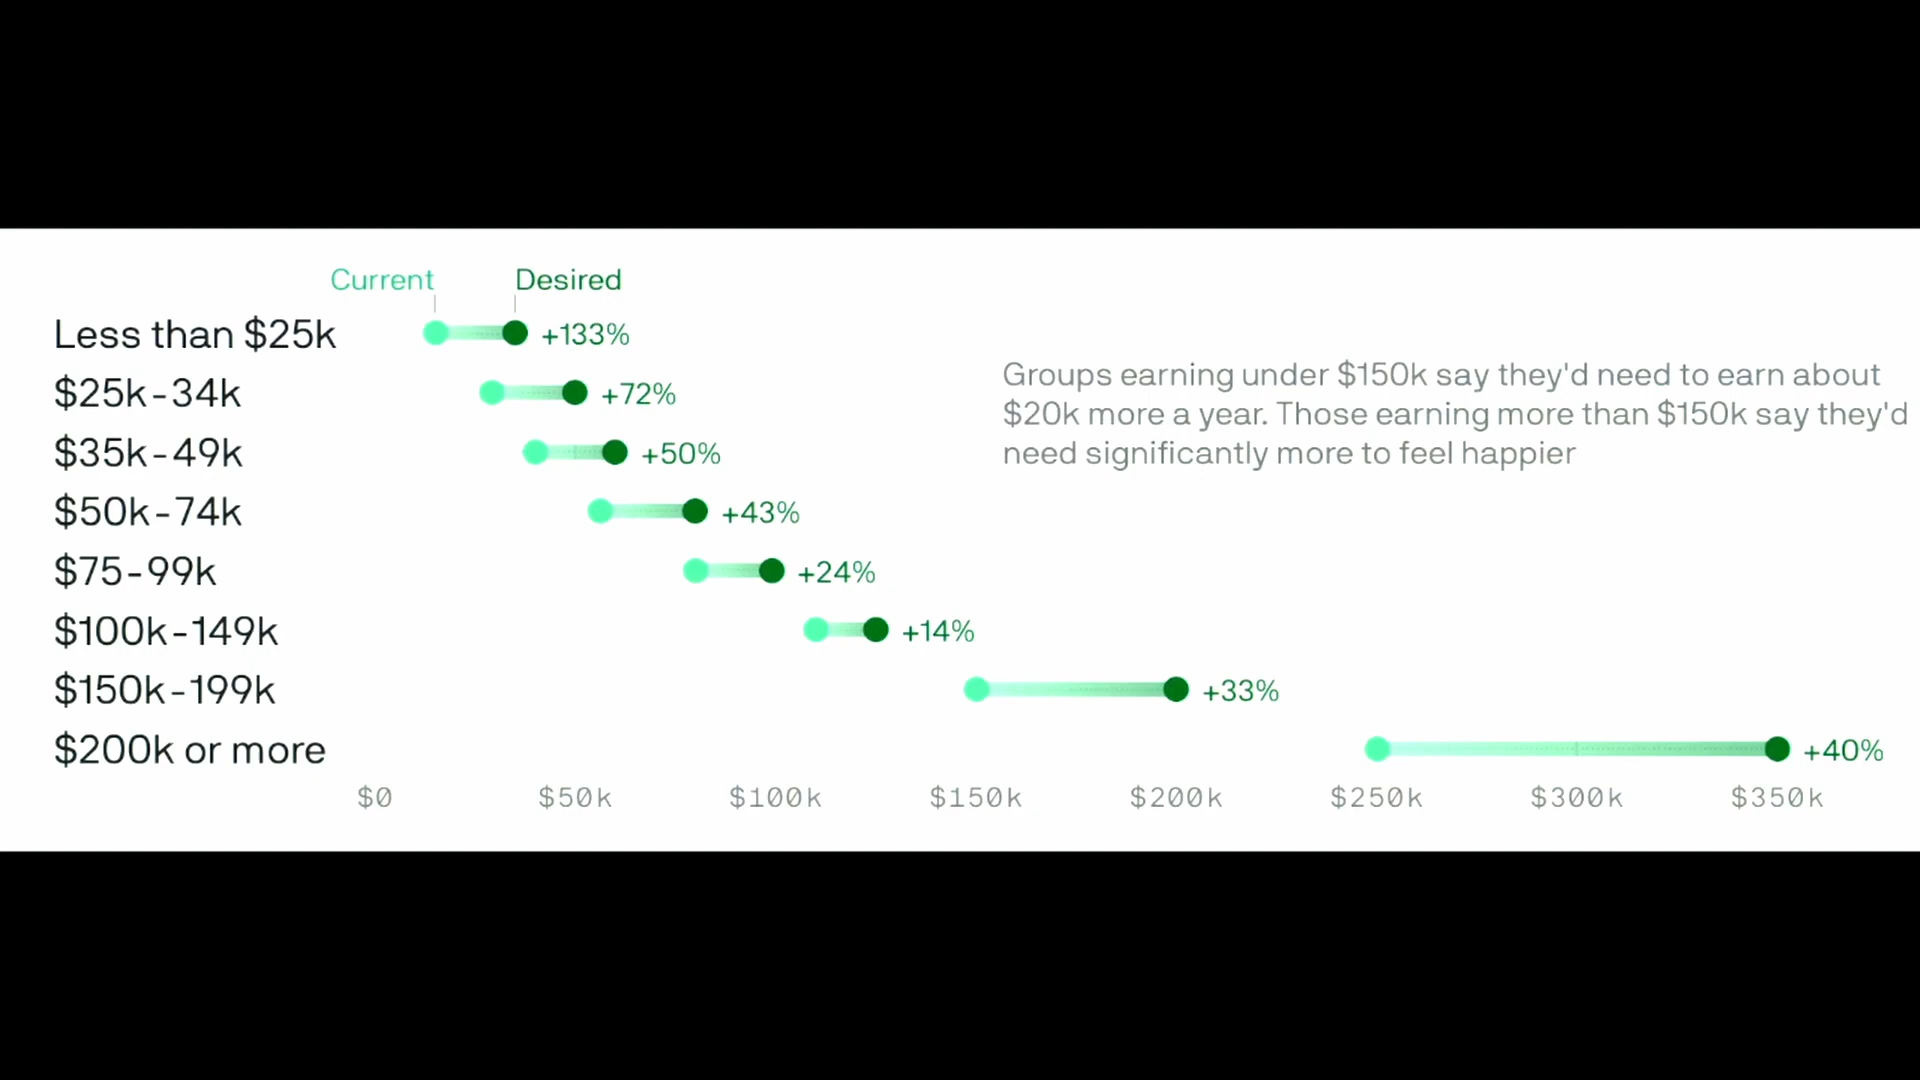 Current Desired
Less than $25k +133%
$25k-34k +72%
$35k-49k +50%
$50k-74k +43%
$75-99k +24%
$100k-149k +14%
$150k-199k +33%
$200k or more +40%
$0 $50k $100k $150k $200k $250k $300k $350k
Groups earning under $150k say they'd need to earn about
$20k more a year. Those earning more than $150k say they'd
need significantly more to feel happier